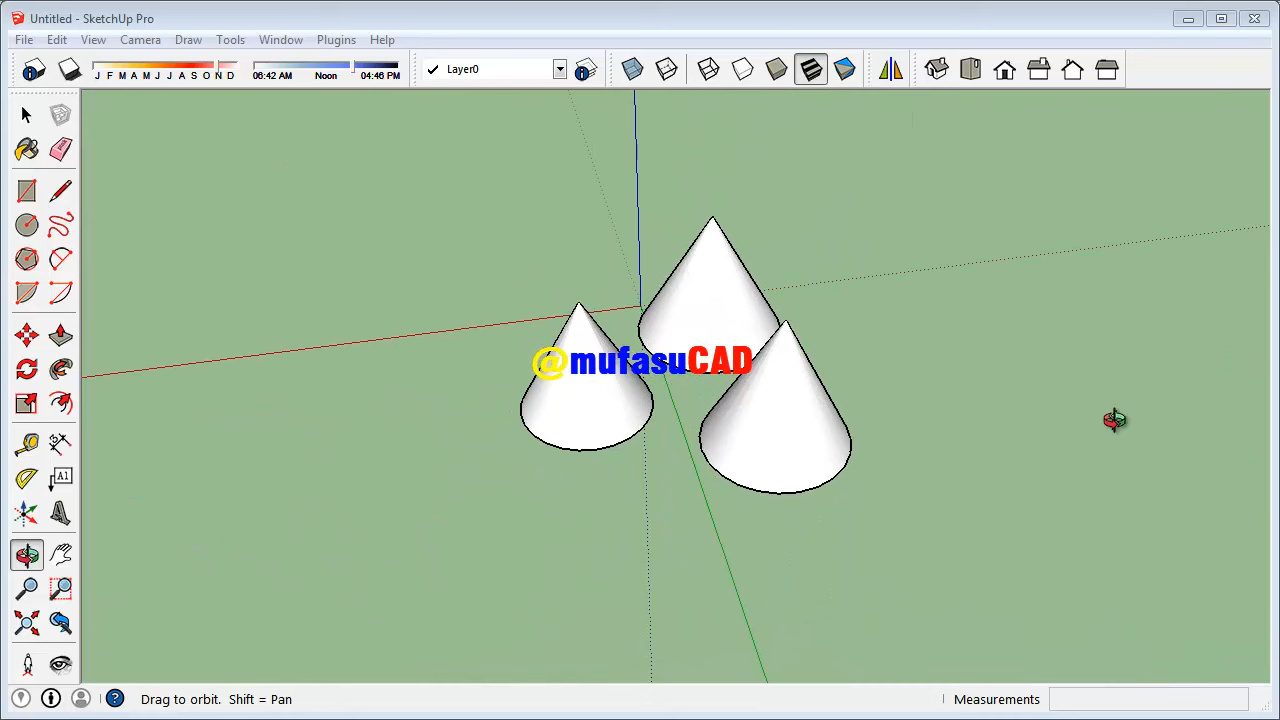 Untitled - SketchUp Pro
File Edit View Camera Draw Tools Window Plugins Help
J F M A M J J A S O N D 06:42 AM Noon 04:46 PM Layer0
@mufasuCAD
A1
Drag to orbit. Shift = Pan Measurements